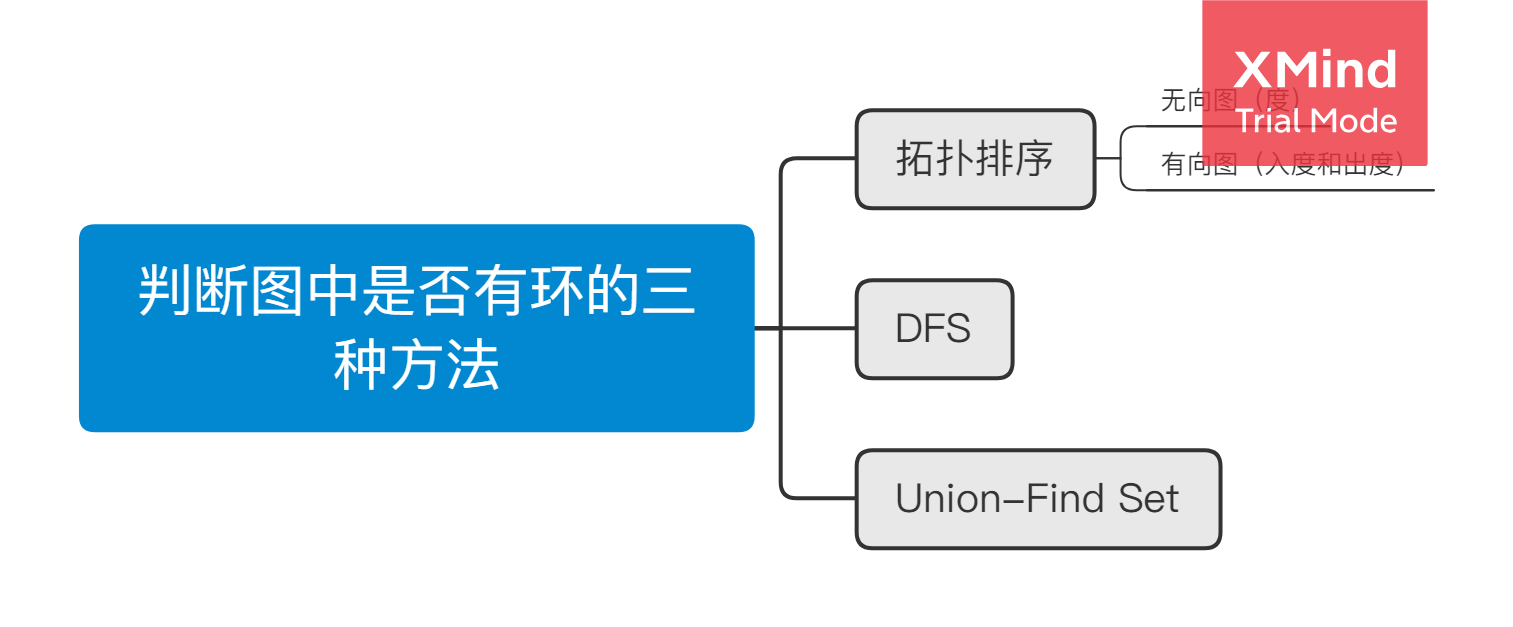 XMind
Trial Mode
无向图（度）
有向图（入度和出度）
拓扑排序
判断图中是否有环的三
种方法
DFS
Union-Find Set